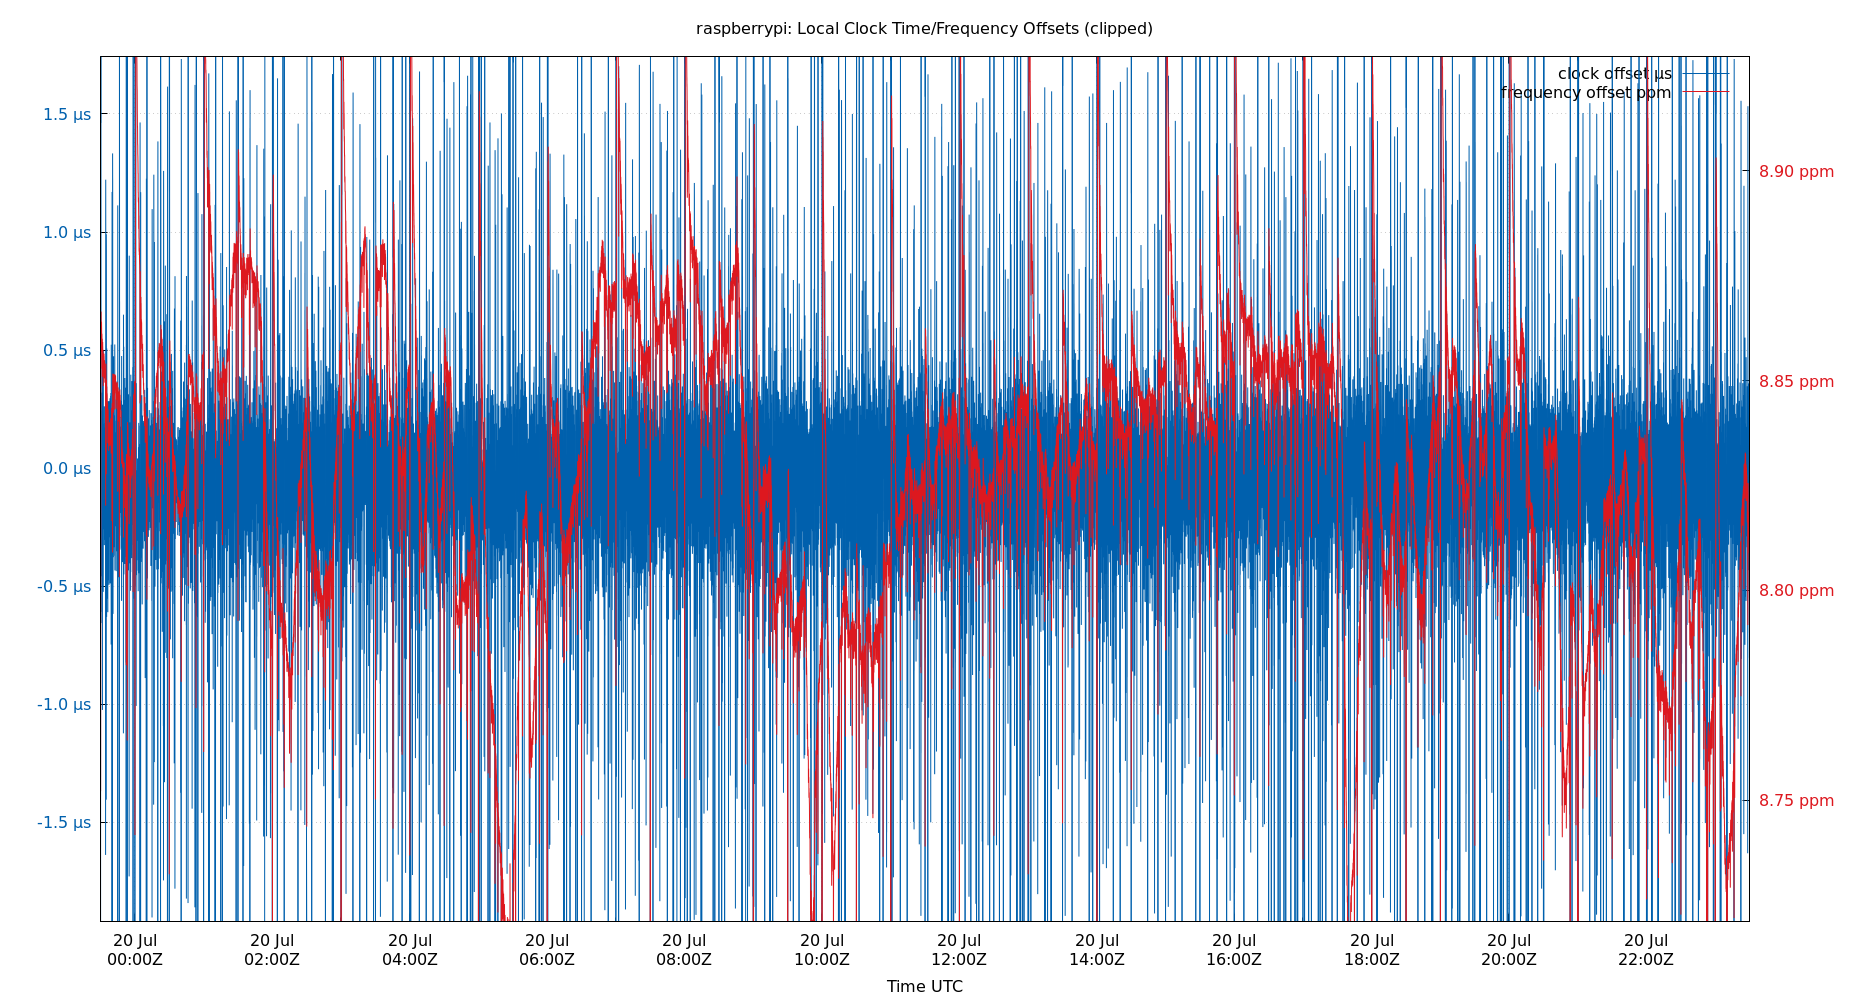 raspberrypi: Local Clock Time/Frequency Offsets (clipped)
clock offset µs
frequency offset ppm
1.5 µs
1.0 µs
0.5 µs
0.0 µs
-0.5 µs
-1.0 µs
-1.5 µs
8.90 ppm
8.85 ppm
8.80 ppm
8.75 ppm
20 Jul 20 Jul 20 Jul 20 Jul 20 Jul 20 Jul 20 Jul 20 Jul 20 Jul 20 Jul 20 Jul 20 Jul
00:00Z 02:00Z 04:00Z 06:00Z 08:00Z 10:00Z 12:00Z 14:00Z 16:00Z 18:00Z 20:00Z 22:00Z
Time UTC